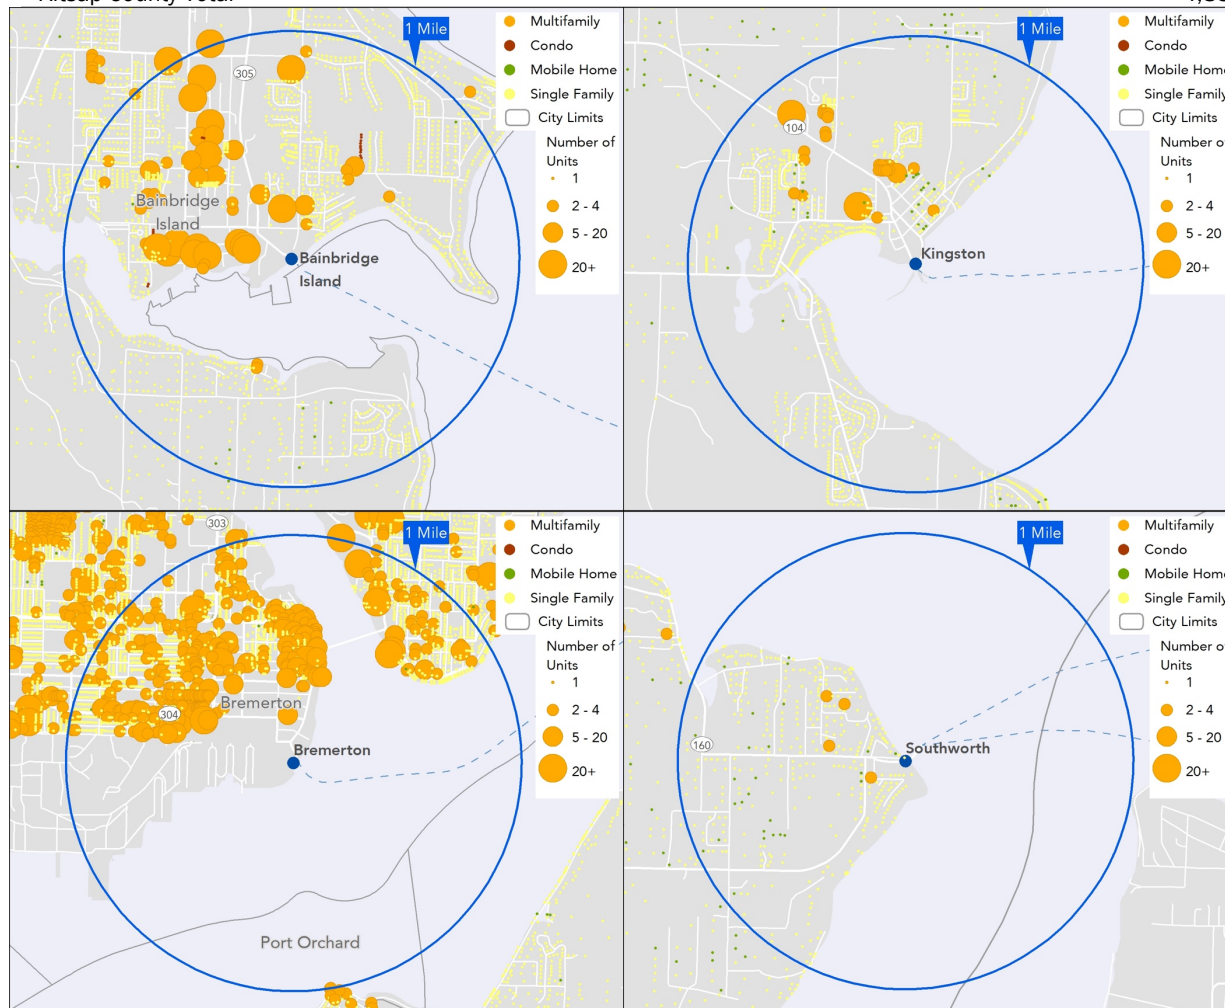 Kitsap County Total
1 Mile
Multifamily
Condo
Mobile Home
Single Family
City Limits
Number of
Units
1
2 - 4
5 - 20
20+
305
Bainbridge
Island
Bainbridge
Island
1 Mile
Multifamily
Condo
Mobile Home
Single Family
City Limits
Number of
Units
1
2 - 4
5 - 20
20+
104
Kingston
1 Mile
Multifamily
Condo
Mobile Home
Single Family
City Limits
Number of
Units
1
2 - 4
5 - 20
20+
303
304
Bremerton
Bremerton
Port Orchard
1 Mile
Multifamily
Condo
Mobile Home
Single Family
City Limits
Number of
Units
1
2 - 4
5 - 20
20+
160
Southworth